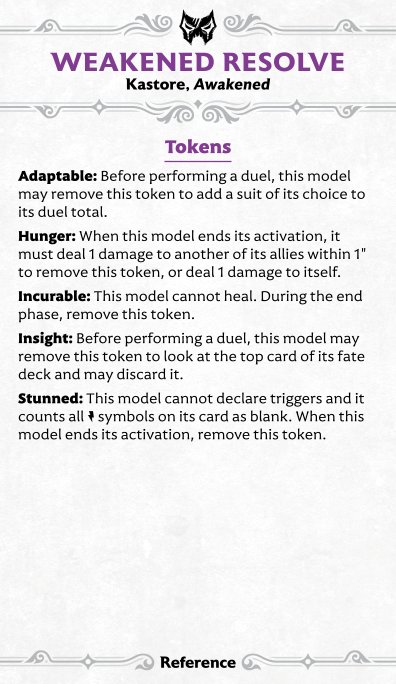 WEAKENED RESOLVE
Kastore, Awakened
Tokens
Adaptable: Before performing a duel, this model
may remove this token to add a suit of its choice to
its duel total.
Hunger: When this model ends its activation, it
must deal 1 damage to another of its allies within 1"
to remove this token, or deal 1 damage to itself.
Incurable: This model cannot heal. During the end
phase, remove this token.
Insight: Before performing a duel, this model may
remove this token to look at the top card of its fate
deck and may discard it.
Stunned: This model cannot declare triggers and it
counts all symbols on its card as blank. When this
model ends its activation, remove this token.
Reference